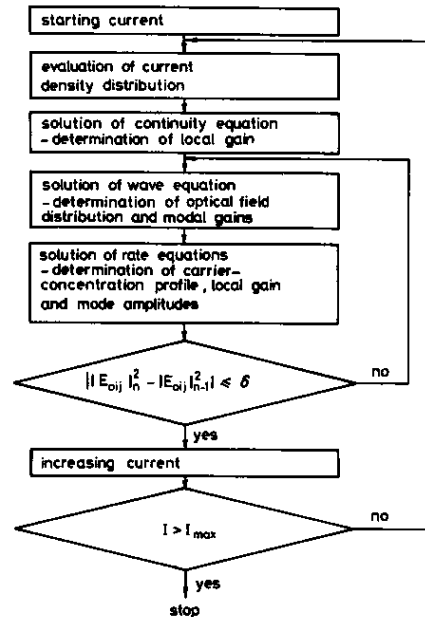 starting current
evaluation of current
density distribution
solution of continuity equation
- determination of local gain
solution of wave equation
- determination of optical field
distribution and modal gains
solution of rate equations
- determination of carrier-
concentration profile, local gain
and mode amplitudes
||E_oij|²_n - |E_oij|²_n-1| ≤ δ
no
yes
increasing current
I > I_max
no
yes
stop